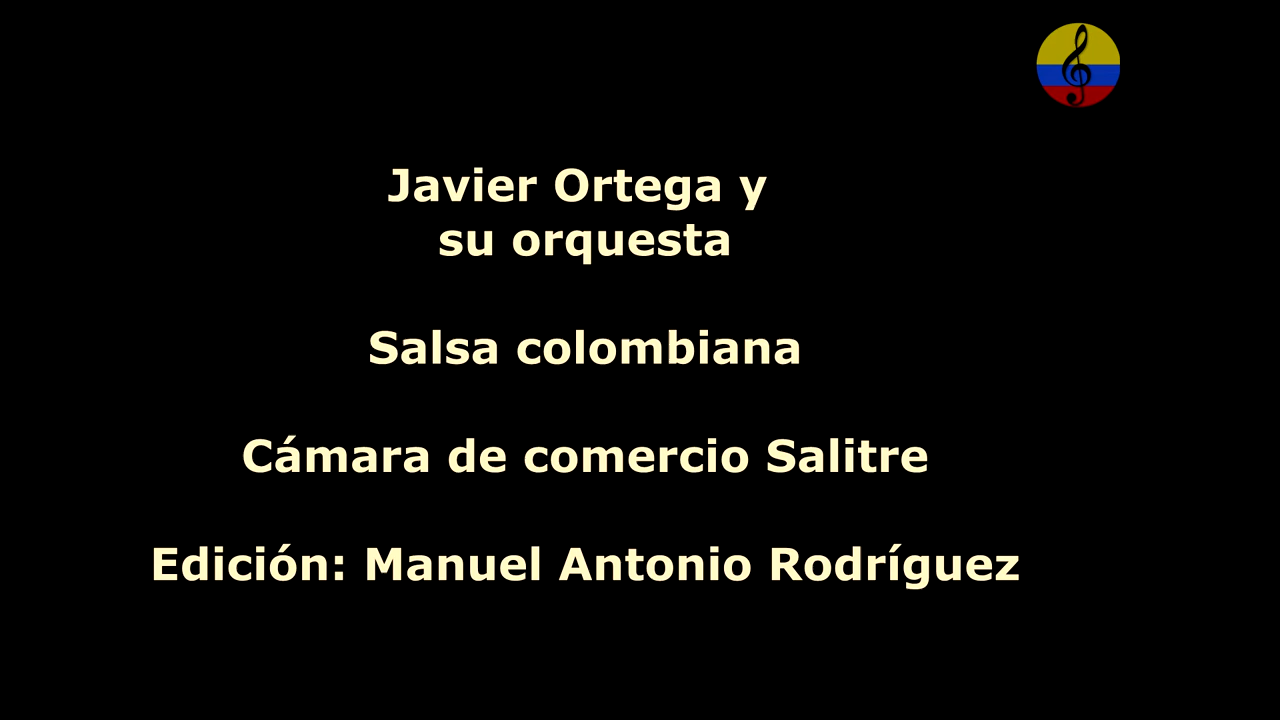 Javier Ortega y
su orquesta
Salsa colombiana
Cámara de comercio Salitre
Edición: Manuel Antonio Rodríguez